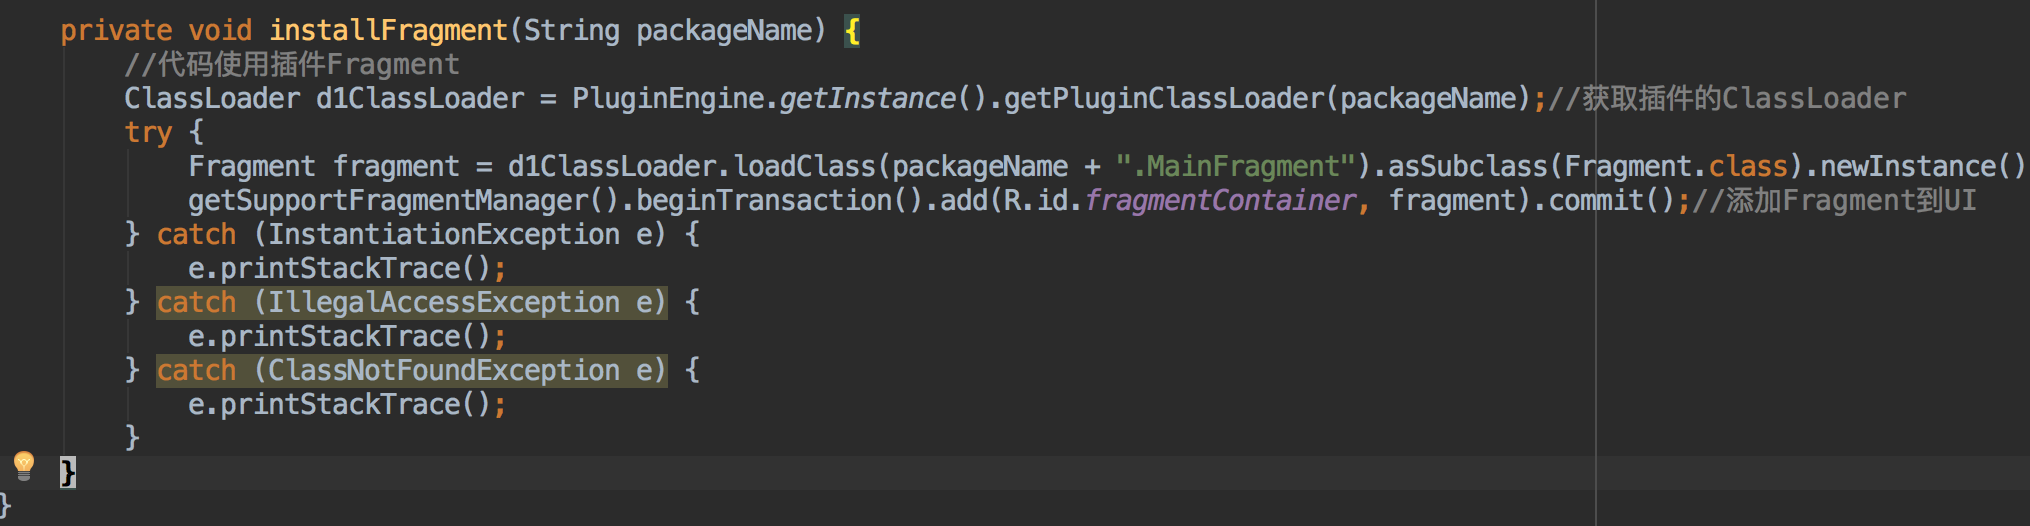 private void installFragment(String packageName) {
//代码使用插件Fragment
ClassLoader d1ClassLoader = PluginEngine.getInstance().getPluginClassLoader(packageName);//获取插件的ClassLoader
try {
Fragment fragment = d1ClassLoader.loadClass(packageName + ".MainFragment").asSubclass(Fragment.class).newInstance()
getSupportFragmentManager().beginTransaction().add(R.id.fragmentContainer, fragment).commit();//添加Fragment到UI
} catch (InstantiationException e) {
e.printStackTrace();
} catch (IllegalAccessException e) {
e.printStackTrace();
} catch (ClassNotFoundException e) {
e.printStackTrace();
}
}
}